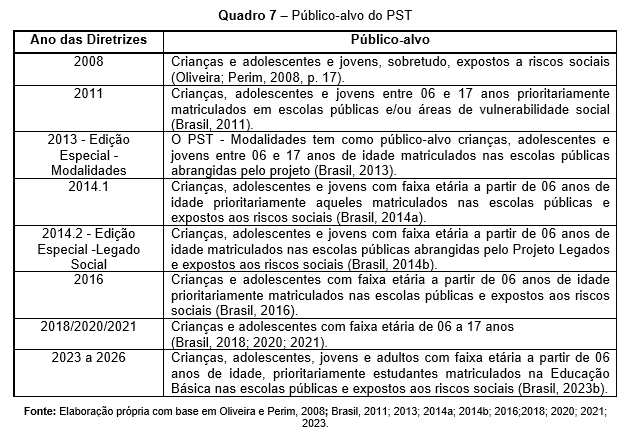 Quadro 7 – Público-alvo do PST
Ano das Diretrizes
Público-alvo
2008
Crianças e adolescentes e jovens, sobretudo, expostos a riscos sociais
(Oliveira; Perim, 2008, p. 17).
2011
Crianças, adolescentes e jovens entre 06 e 17 anos prioritariamente
matriculados em escolas públicas e/ou áreas de vulnerabilidade social
(Brasil, 2011).
2013 - Edição
Especial -
Modalidades
O PST - Modalidades tem como público-alvo crianças, adolescentes e
jovens entre 06 e 17 anos de idade matriculados nas escolas públicas
abrangidas pelo projeto (Brasil, 2013).
2014.1
Crianças, adolescentes e jovens com faixa etária a partir de 06 anos de
idade prioritariamente aqueles matriculados nas escolas públicas e
expostos aos riscos sociais (Brasil, 2014a).
2014.2 - Edição
Especial -Legado
Social
Crianças, adolescentes e jovens com faixa etária a partir de 06 anos de
idade matriculados nas escolas públicas abrangidas pelo Projeto Legados
e expostos aos riscos sociais (Brasil, 2014b).
2016
Crianças e adolescentes com faixa etária a partir de 06 anos de idade
prioritariamente matriculados nas escolas públicas e expostos aos riscos
sociais (Brasil, 2016).
2018/2020/2021
Crianças e adolescentes com faixa etária de 06 a 17 anos
(Brasil, 2018; 2020; 2021).
2023 a 2026
Crianças, adolescentes, jovens e adultos com faixa etária a partir de 06
anos de idade, prioritariamente estudantes matriculados na Educação
Básica nas escolas públicas e expostos aos riscos sociais (Brasil, 2023b).
Fonte: Elaboração própria com base em Oliveira e Perim, 2008; Brasil, 2011; 2013; 2014a; 2014b; 2016;2018; 2020; 2021;
2023.